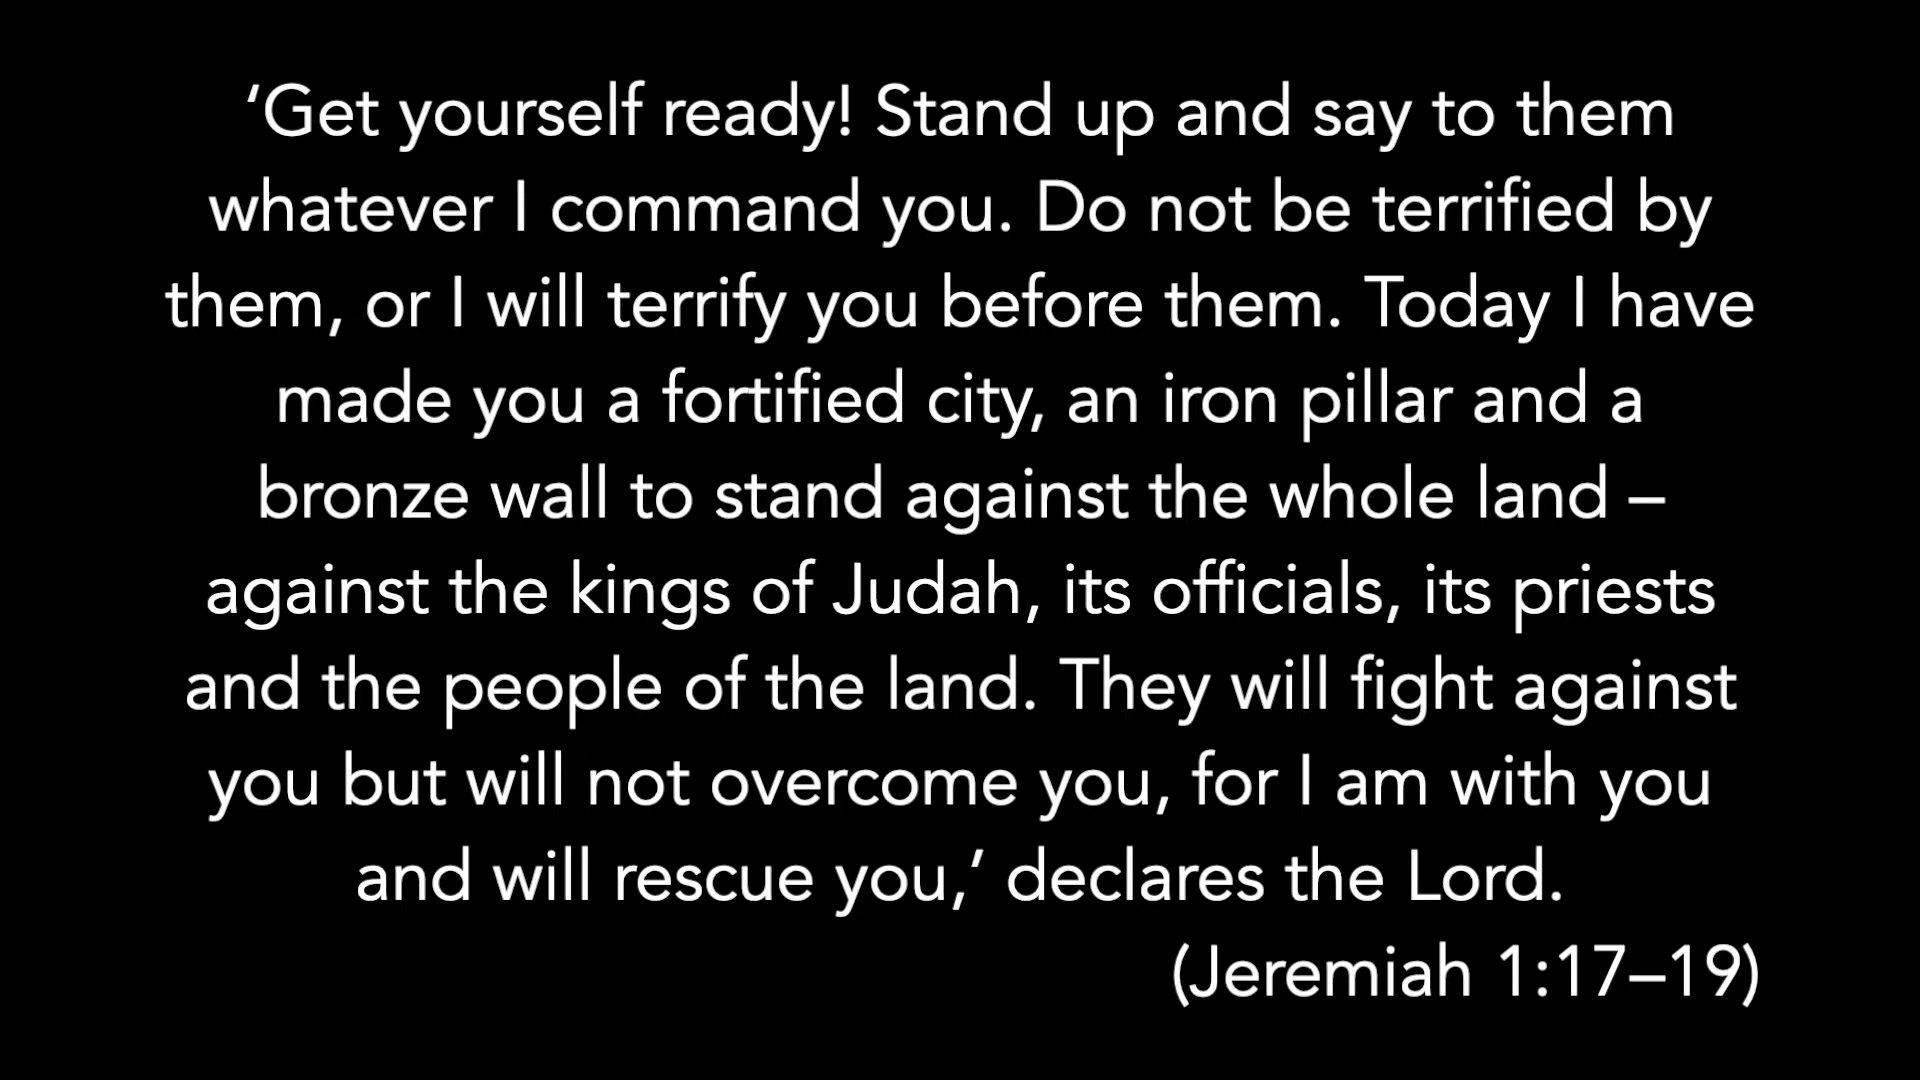 ‘Get yourself ready! Stand up and say to them
whatever I command you. Do not be terrified by
them, or I will terrify you before them. Today I have
made you a fortified city, an iron pillar and a
bronze wall to stand against the whole land –
against the kings of Judah, its officials, its priests
and the people of the land. They will fight against
you but will not overcome you, for I am with you
and will rescue you,’ declares the Lord.
(Jeremiah 1:17–19)